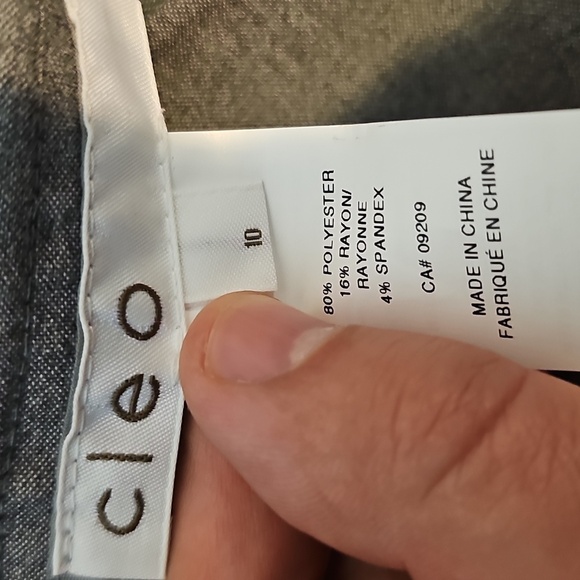 cleo
10
80% POLYESTER
16% RAYON/
RAYONNE
4% SPANDEX
CA# 09209
MADE IN CHINA
FABRIQUÉ EN CHINE